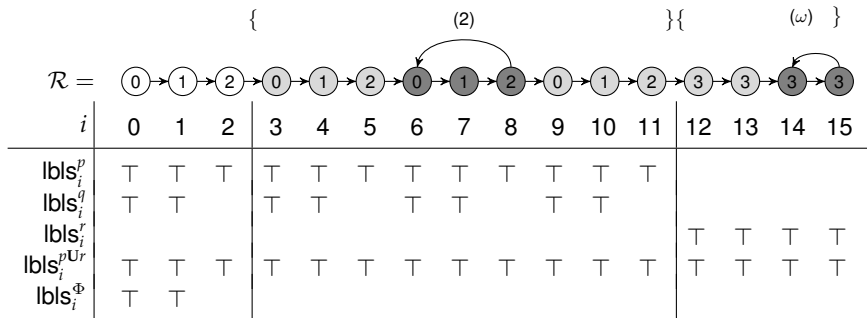 { (2) }{ (ω) }
ℛ = 0 1 2 0 1 2 0 1 2 0 1 2 3 3 3 3
i 0 1 2 3 4 5 6 7 8 9 10 11 12 13 14 15
lbls_i^p ⊤ ⊤ ⊤ ⊤ ⊤ ⊤ ⊤ ⊤ ⊤ ⊤ ⊤ ⊤
lbls_i^q ⊤ ⊤ ⊤ ⊤ ⊤ ⊤ ⊤ ⊤
lbls_i^r ⊤ ⊤ ⊤ ⊤
lbls_i^{pUr} ⊤ ⊤ ⊤ ⊤ ⊤ ⊤ ⊤ ⊤ ⊤ ⊤ ⊤ ⊤ ⊤ ⊤ ⊤ ⊤
lbls_i^Φ ⊤ ⊤